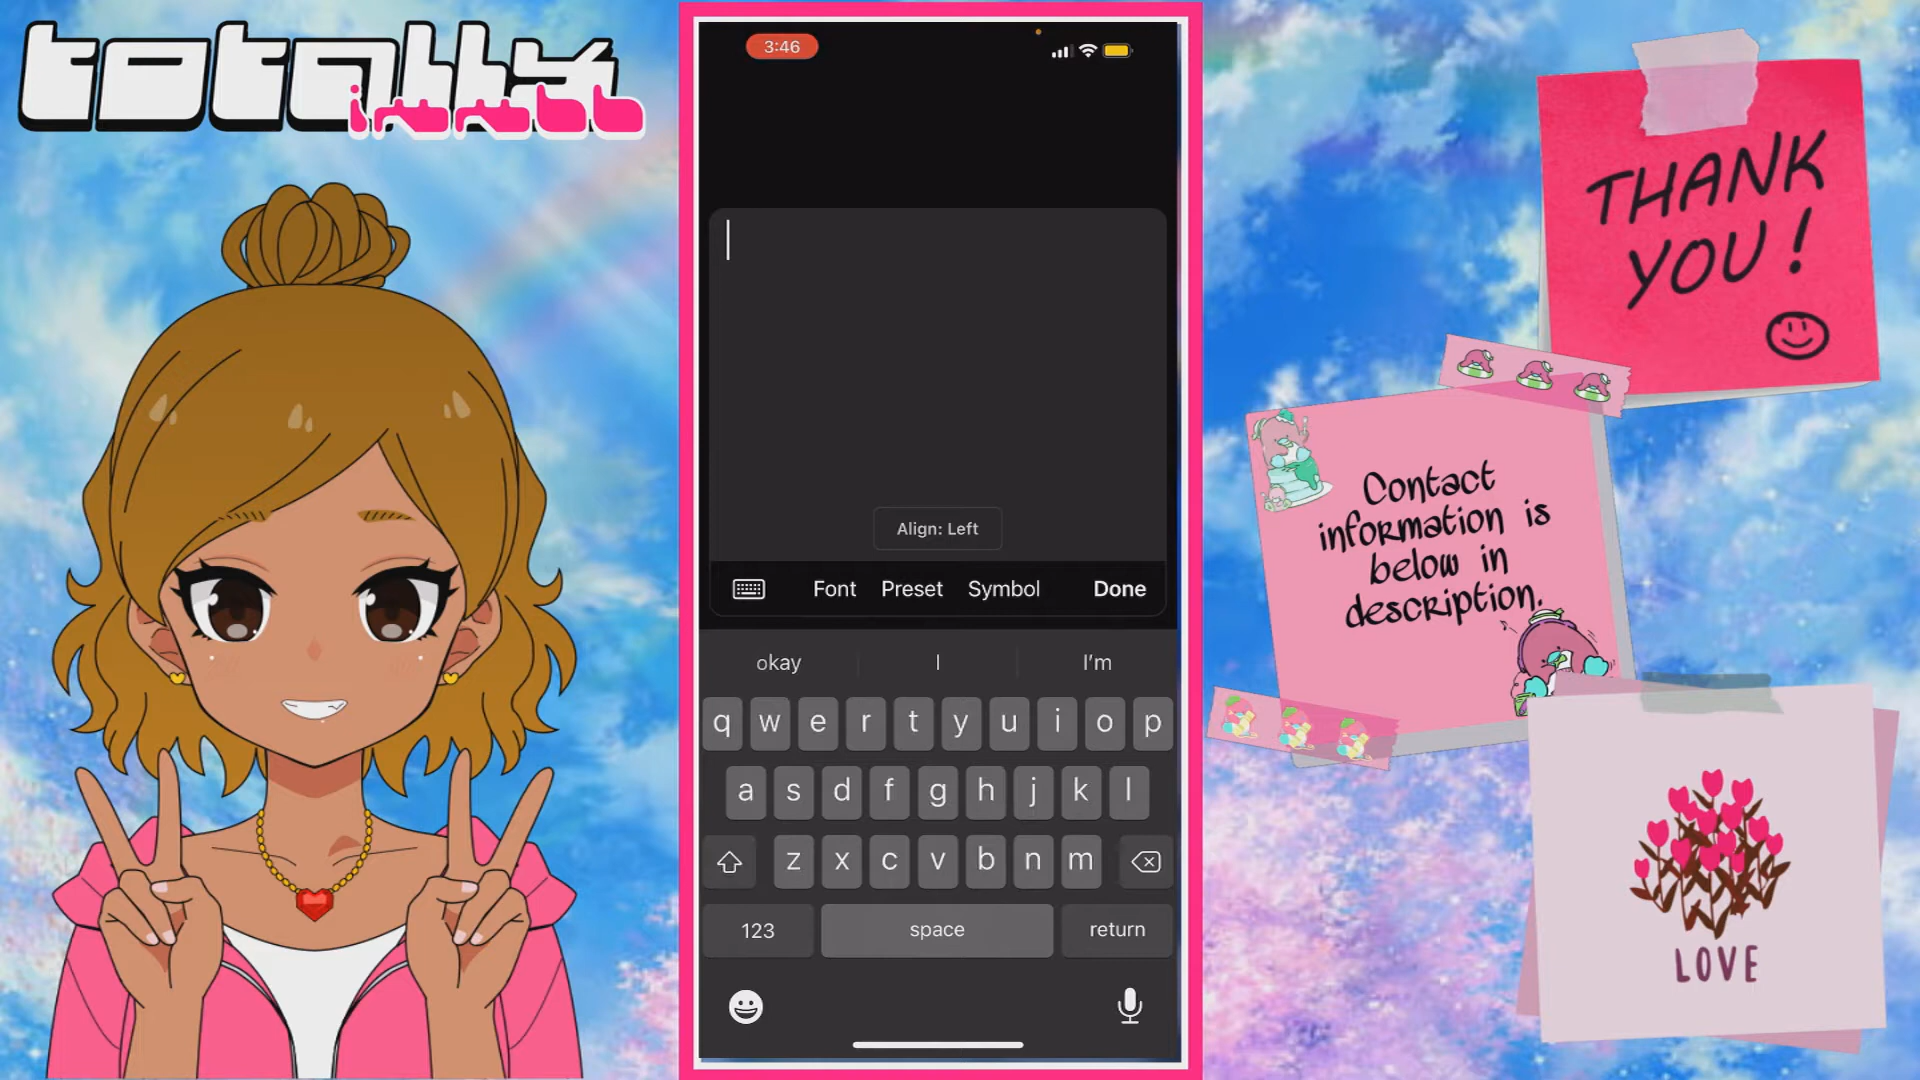 totally
3:46
Align: Left
Font Preset Symbol Done
okay I I'm
q w e r t y u i o p
a s d f g h j k l
z x c v b n m
123 space return
THANK
YOU!
Contact
information is
below in
description.
LOVE